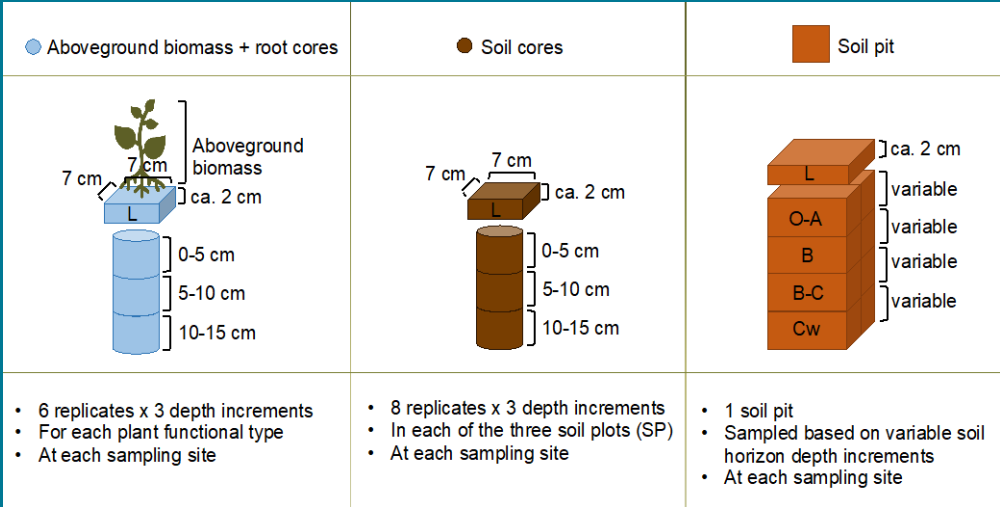 Aboveground biomass + root cores
Soil cores
Soil pit
Aboveground
biomass
7 cm
7 cm
ca. 2 cm
L
0-5 cm
5-10 cm
10-15 cm
7 cm
7 cm
ca. 2 cm
L
0-5 cm
5-10 cm
10-15 cm
ca. 2 cm
L
variable
O-A
variable
B
variable
B-C
variable
Cw
• 6 replicates x 3 depth increments
• For each plant functional type
• At each sampling site
• 8 replicates x 3 depth increments
• In each of the three soil plots (SP)
• At each sampling site
• 1 soil pit
• Sampled based on variable soil
horizon depth increments
• At each sampling site